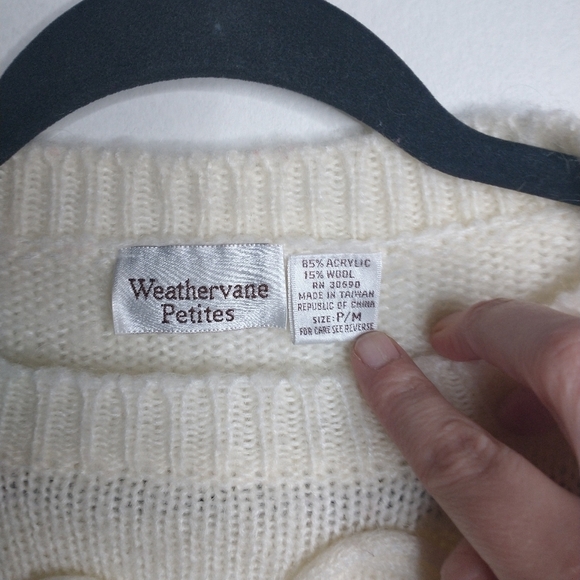 Weathervane
Petites
85% ACRYLIC
15% WOOL
RN 30690
MADE IN TAIWAN
REPUBLIC OF CHINA
SIZE: P/M
FOR CARE SEE REVERSE